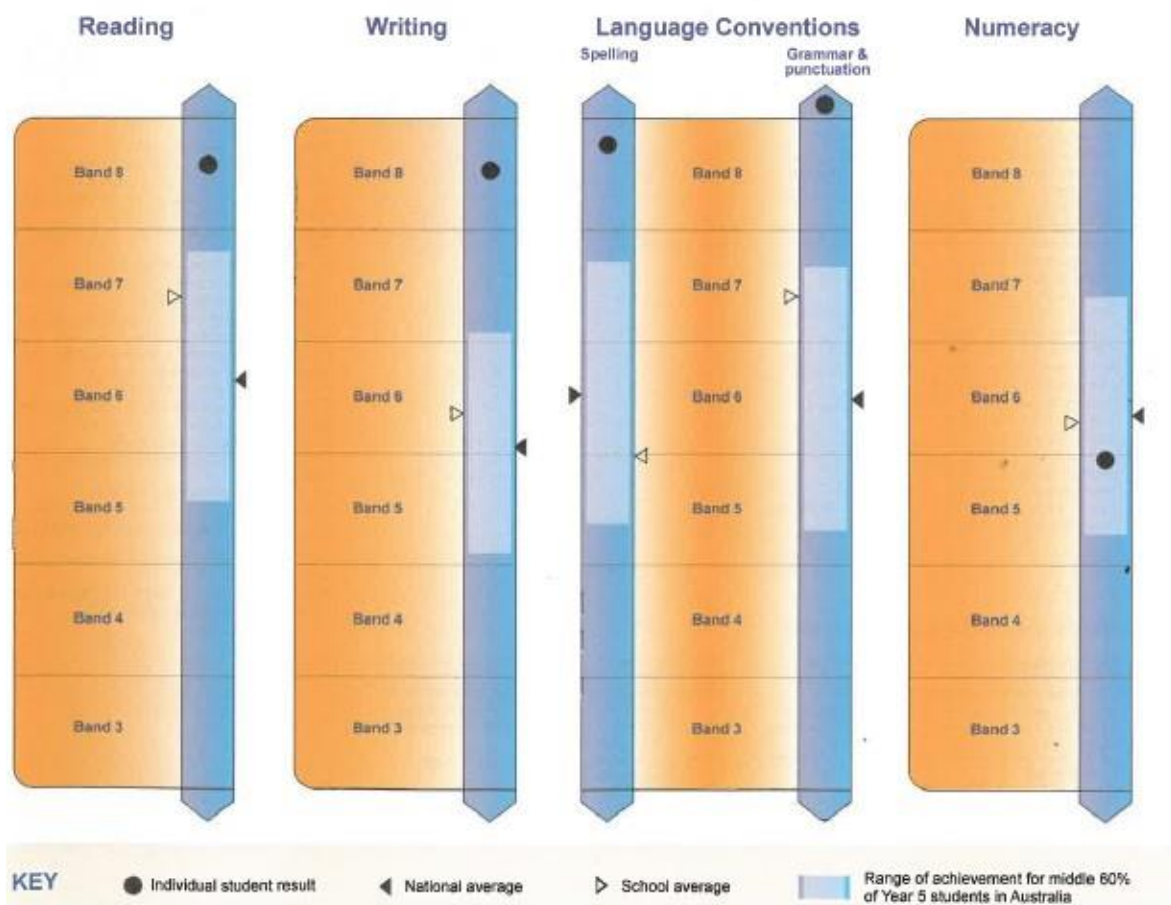 Reading
Writing
Language Conventions
Numeracy
Spelling
Grammar &
punctuation
Band 8
Band 7
Band 6
Band 5
Band 4
Band 3
Band 8
Band 7
Band 6
Band 5
Band 4
Band 3
Band 8
Band 7
Band 6
Band 5
Band 4
Band 3
Band 8
Band 7
Band 6
Band 5
Band 4
Band 3
KEY
Individual student result
National average
School average
Range of achievement for middle 60%
of Year 5 students in Australia